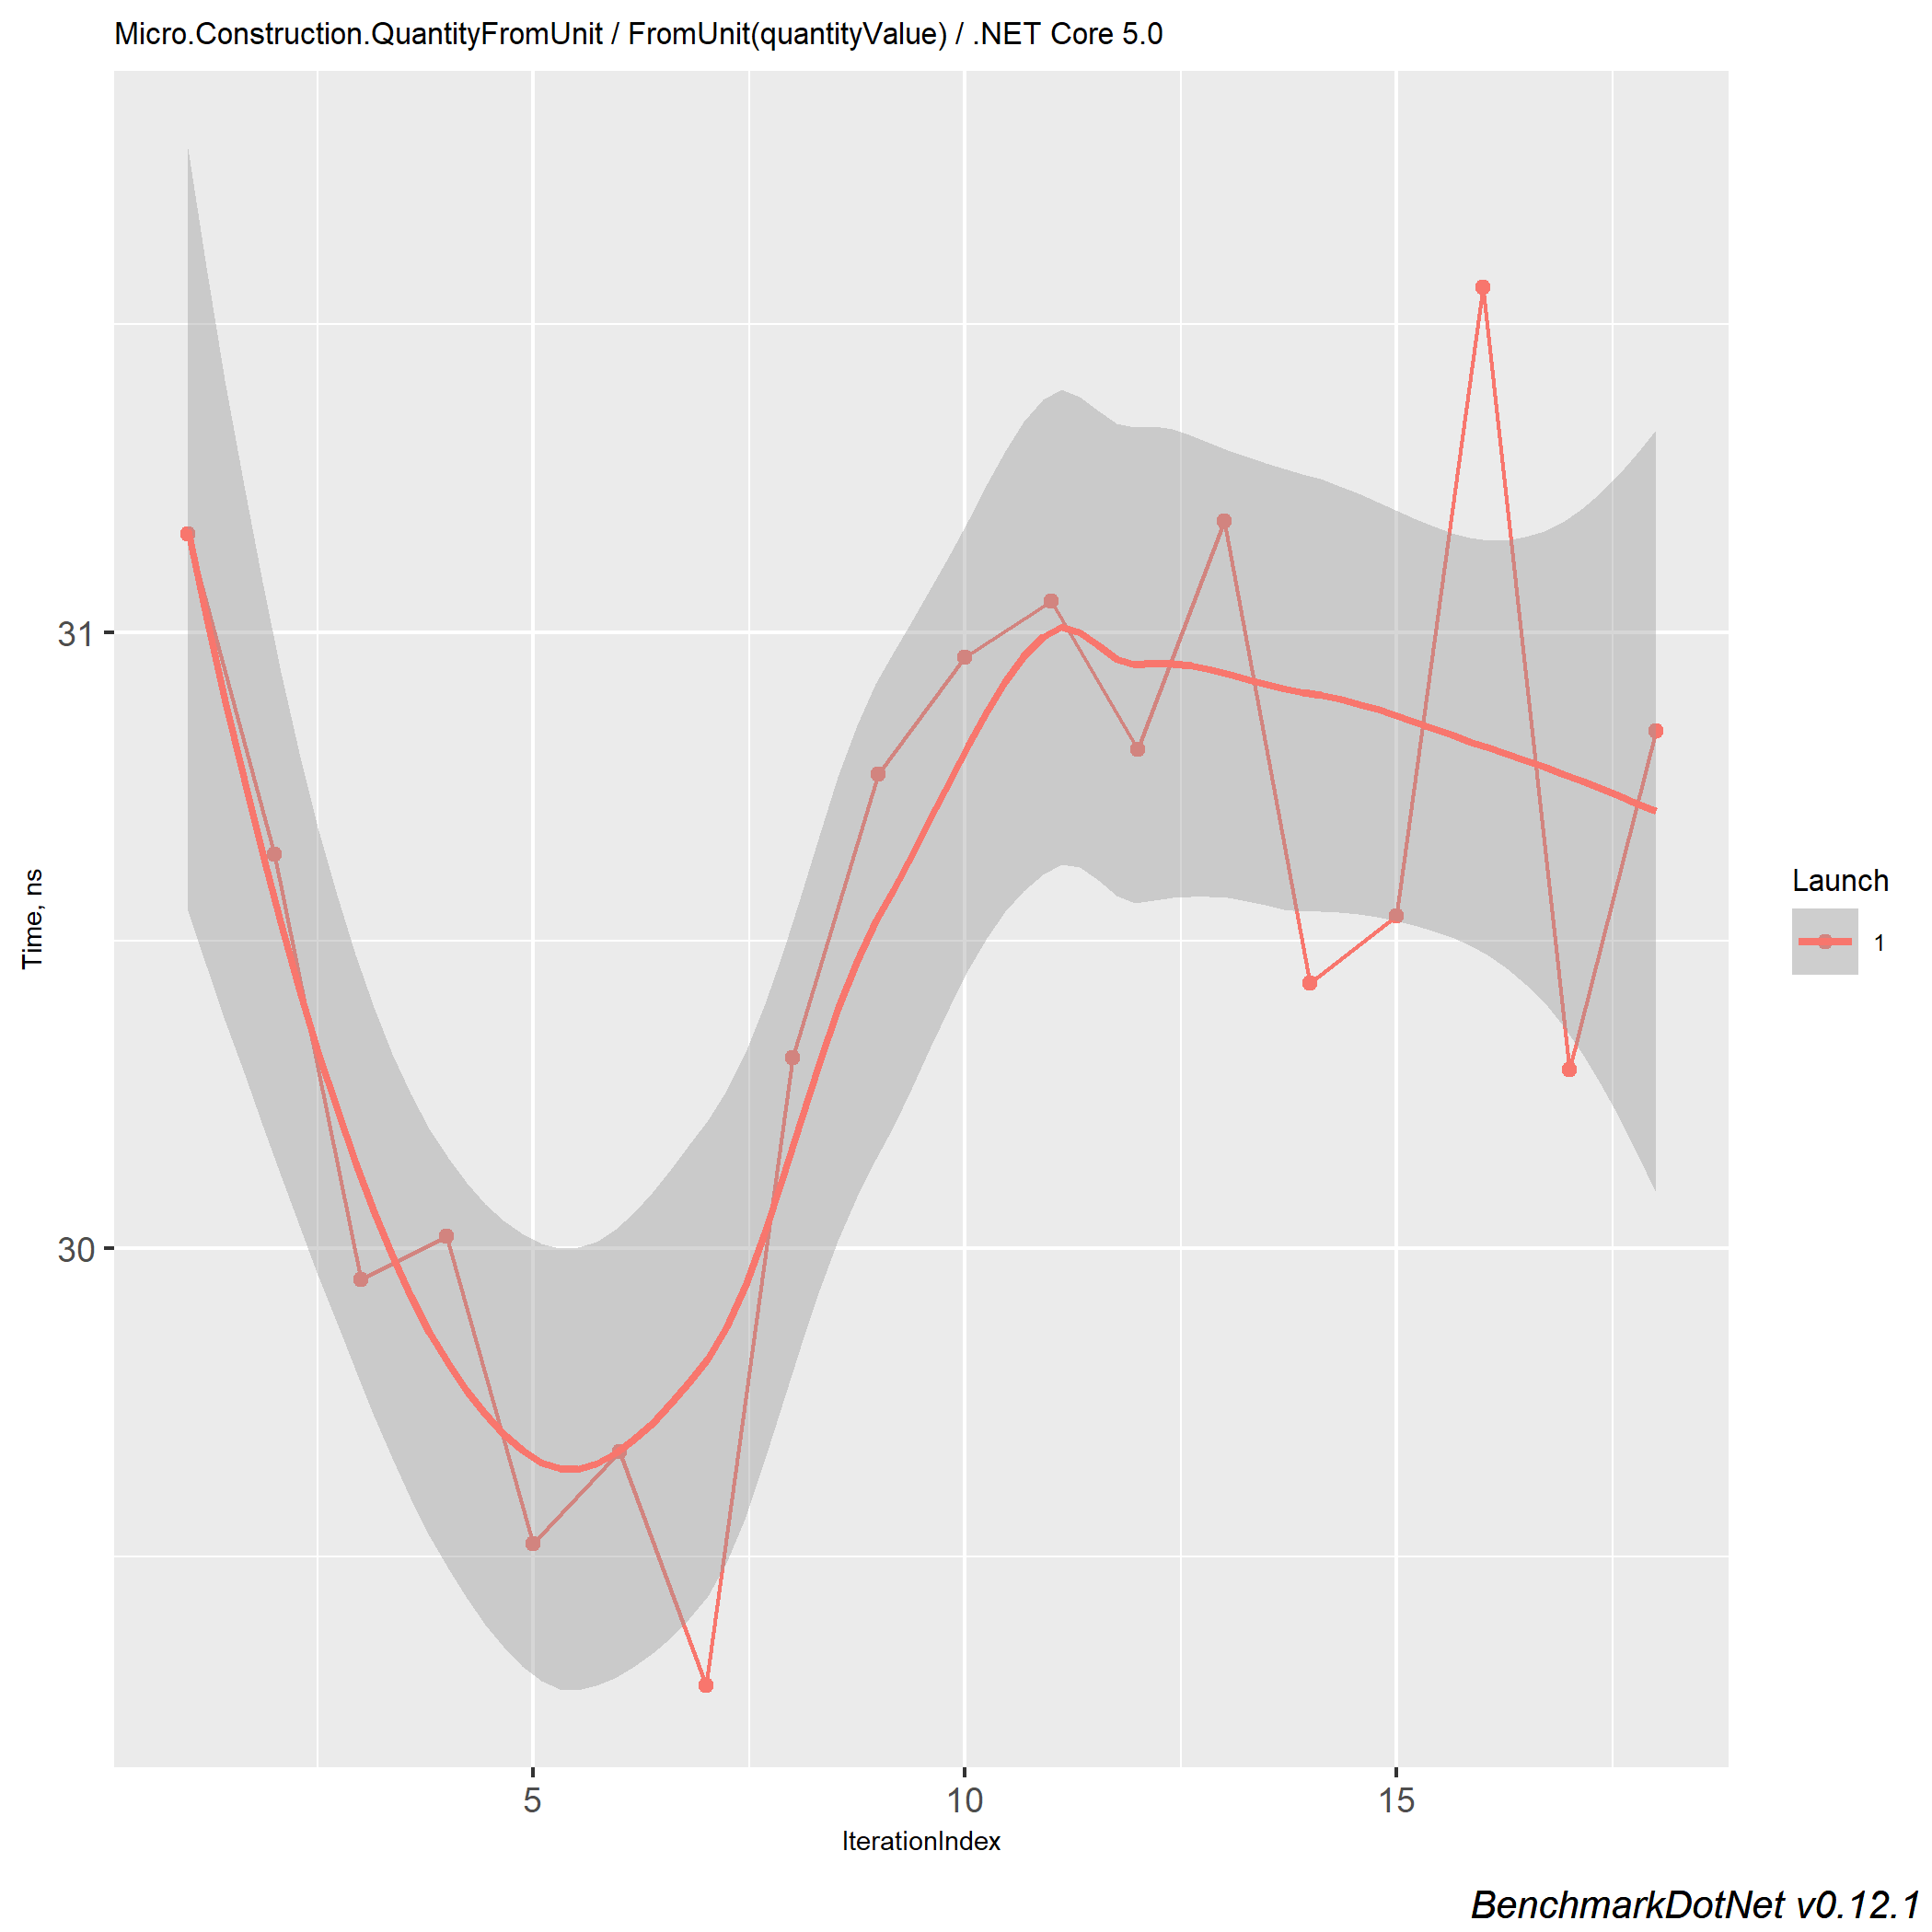 Micro.Construction.QuantityFromUnit / FromUnit(quantityValue) / .NET Core 5.0
31
30
Time, ns
5 10 15
IterationIndex
Launch
1
BenchmarkDotNet v0.12.1